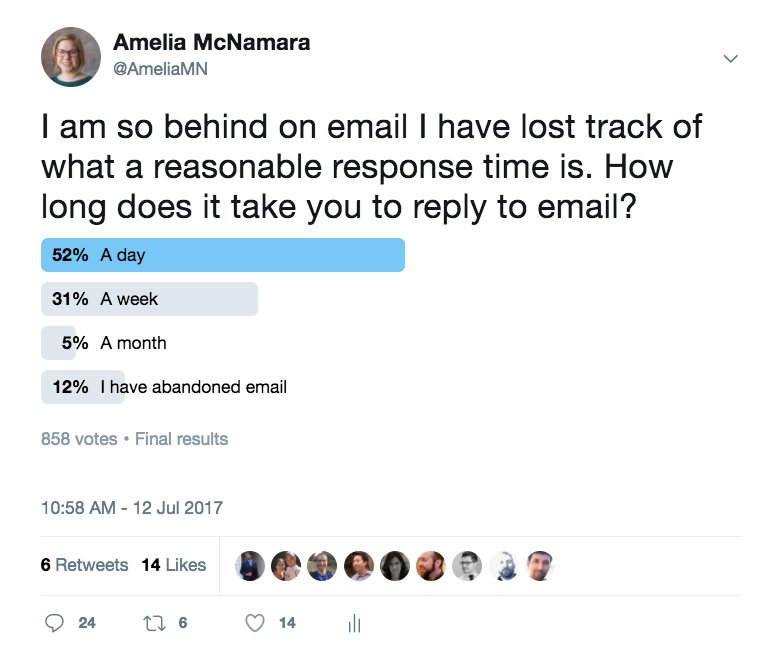 Amelia McNamara
@AmeliaMN
I am so behind on email I have lost track of
what a reasonable response time is. How
long does it take you to reply to email?
52% A day
31% A week
5% A month
12% I have abandoned email
858 votes • Final results
10:58 AM - 12 Jul 2017
6 Retweets 14 Likes
24 6 14